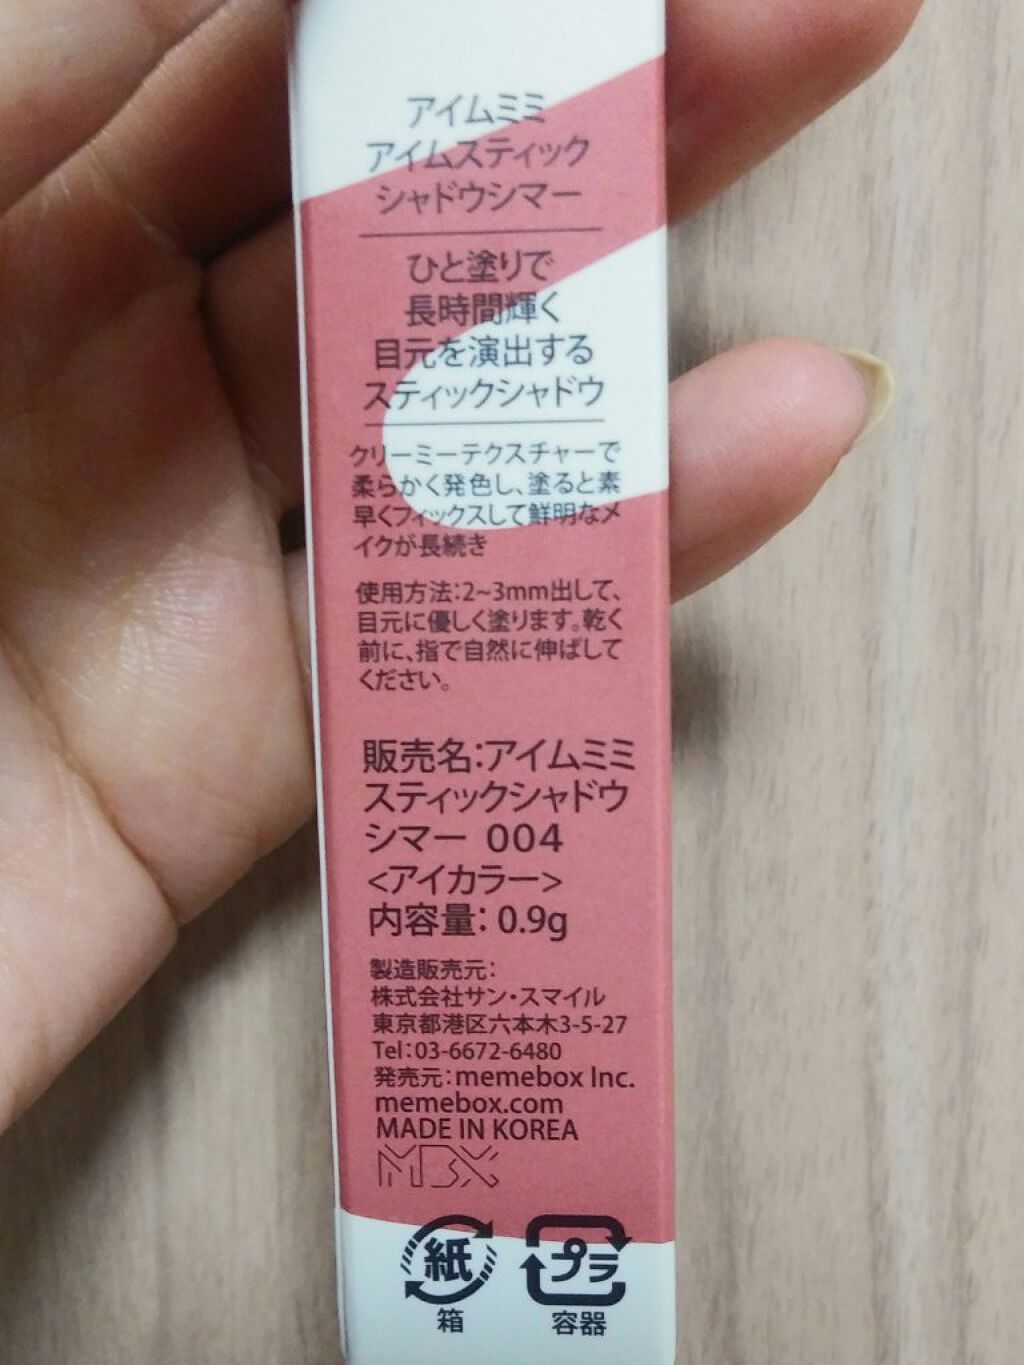 アイムミミ
アイムスティック
シャドウシマー
ひと塗りで
長時間輝く
目元を演出する
スティックシャドウ
クリーミーテクスチャーで
柔らかく発色し、塗ると素
早くフィックスして鮮明なメ
イクが長続き
使用方法:2~3mm出して、
目元に優しく塗ります。乾く
前に、指で自然に伸ばして
ください。
販売名:アイムミミ
スティックシャドウ
シマー 004
<アイカラー>
内容量: 0.9g
製造販売元:
株式会社サン・スマイル
東京都港区六本木3-5-27
Tel:03-6672-6480
発売元:memebox Inc.
memebox.com
MADE IN KOREA
MBX
紙 プラ
箱 容器